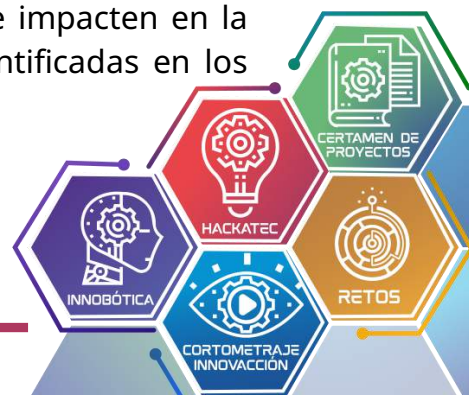 e impacten en la
ntificadas en los
CERTAMEN DE
PROYECTOS
HACKATEC
INNOBÓTICA
RETOS
CORTOMETRAJE
INNOVACCIÓN